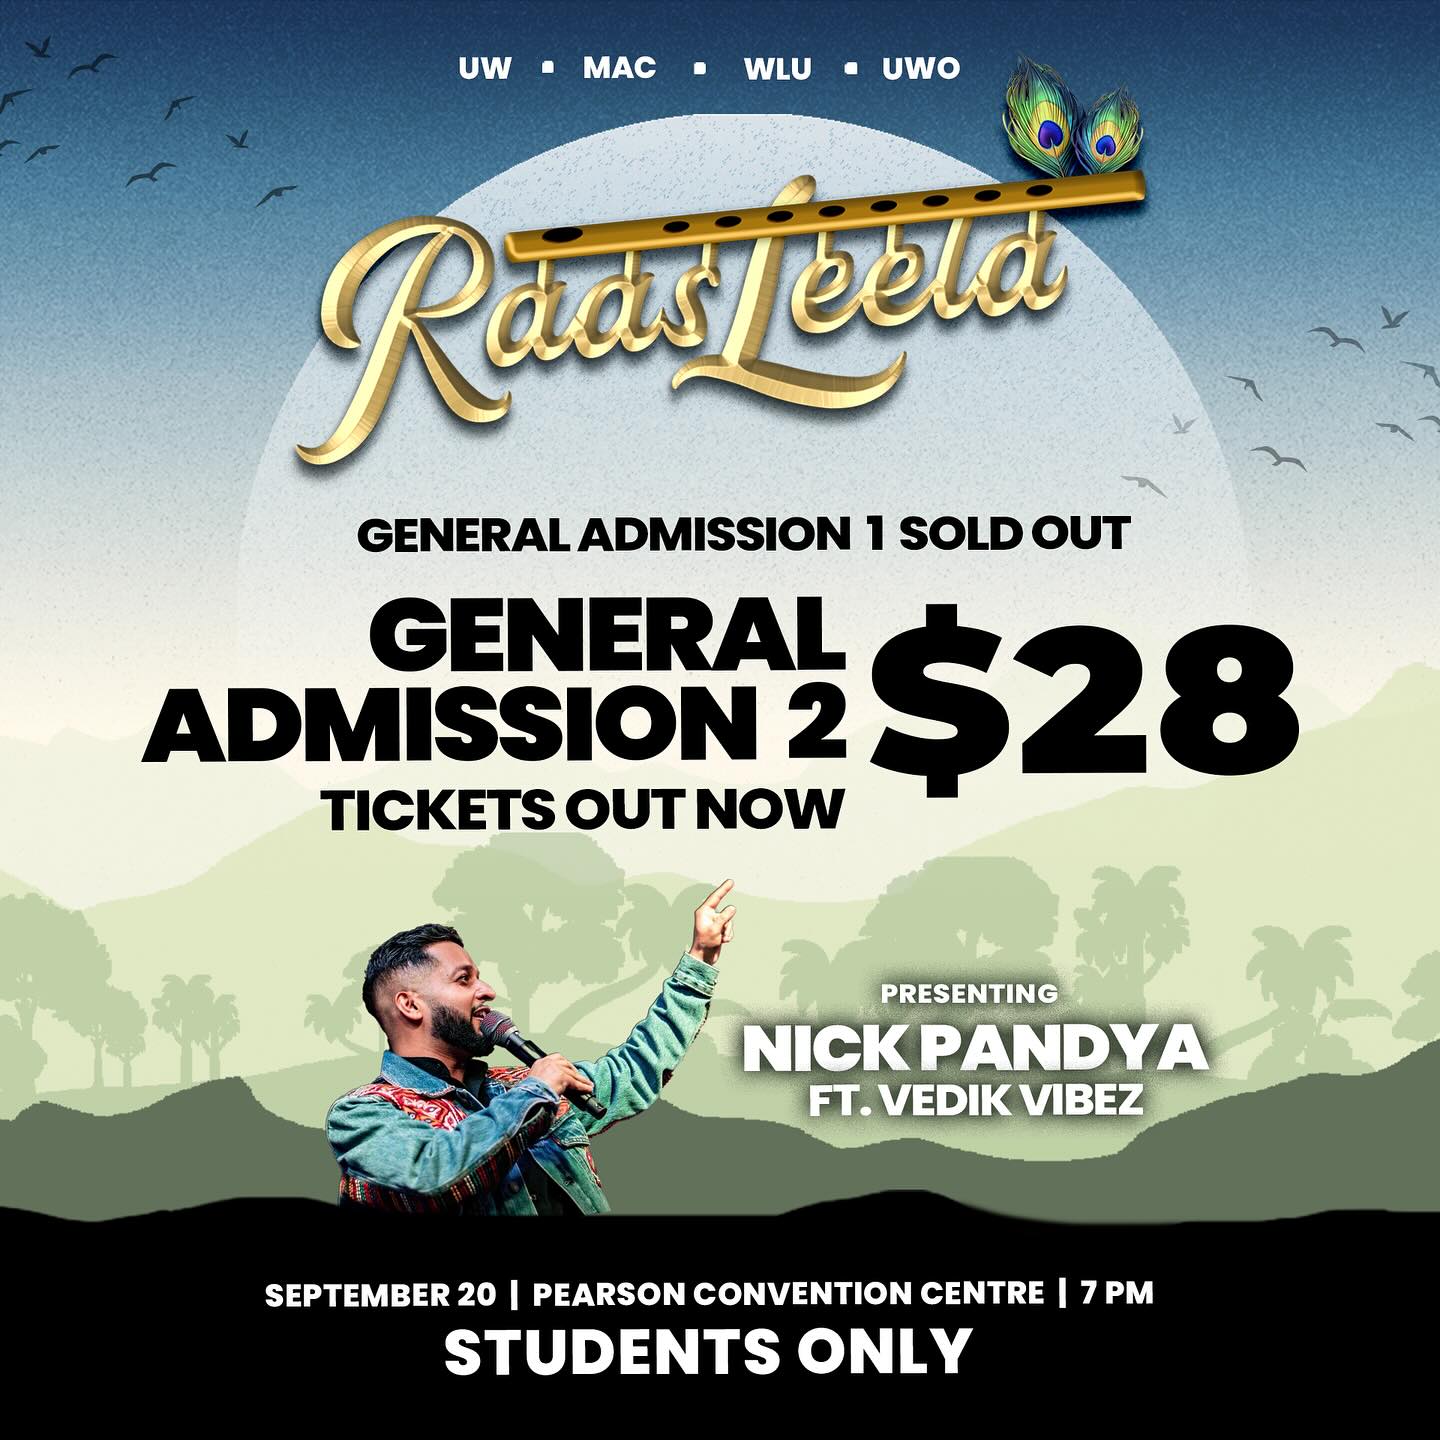 UW • MAC • WLU • UWO
RaasLeela
GENERAL ADMISSION 1 SOLD OUT
GENERAL
ADMISSION 2
$28
TICKETS OUT NOW
PRESENTING
NICK PANDYA
FT. VEDIK VIBEZ
SEPTEMBER 20 | PEARSON CONVENTION CENTRE | 7 PM
STUDENTS ONLY